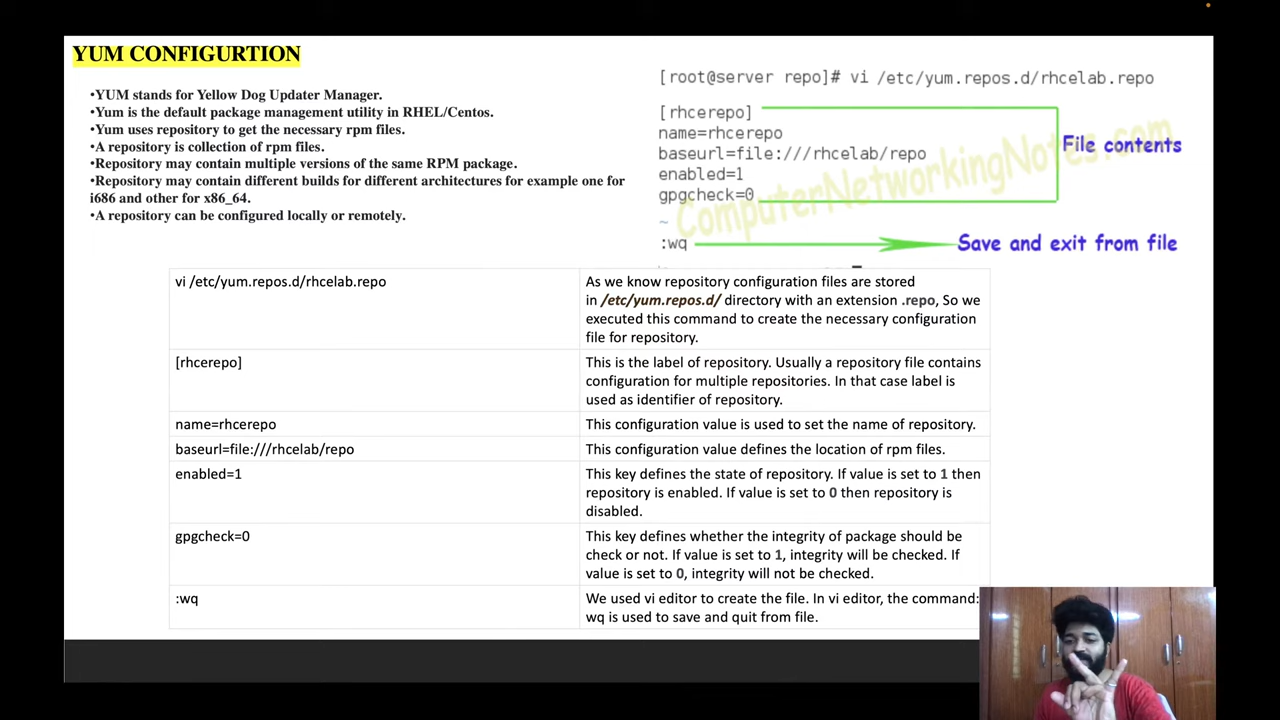 YUM CONFIGURTION
•YUM stands for Yellow Dog Updater Manager.
•Yum is the default package management utility in RHEL/Centos.
•Yum uses repository to get the necessary rpm files.
•A repository is collection of rpm files.
•Repository may contain multiple versions of the same RPM package.
•Repository may contain different builds for different architectures for example one for
i686 and other for x86_64.
•A repository can be configured locally or remotely.
[root@server repo]# vi /etc/yum.repos.d/rhcelab.repo
[rhcerepo]
name=rhcerepo
baseurl=file:///rhcelab/repo
enabled=1
gpgcheck=0
~
:wq
File contents
Save and exit from file
ComputerNetworkingNotes.com
vi /etc/yum.repos.d/rhcelab.repo
As we know repository configuration files are stored
in /etc/yum.repos.d/ directory with an extension .repo, So we
executed this command to create the necessary configuration
file for repository.
[rhcerepo]
This is the label of repository. Usually a repository file contains
configuration for multiple repositories. In that case label is
used as identifier of repository.
name=rhcerepo
This configuration value is used to set the name of repository.
baseurl=file:///rhcelab/repo
This configuration value defines the location of rpm files.
enabled=1
This key defines the state of repository. If value is set to 1 then
repository is enabled. If value is set to 0 then repository is
disabled.
gpgcheck=0
This key defines whether the integrity of package should be
check or not. If value is set to 1, integrity will be checked. If
value is set to 0, integrity will not be checked.
:wq
We used vi editor to create the file. In vi editor, the command:
wq is used to save and quit from file.